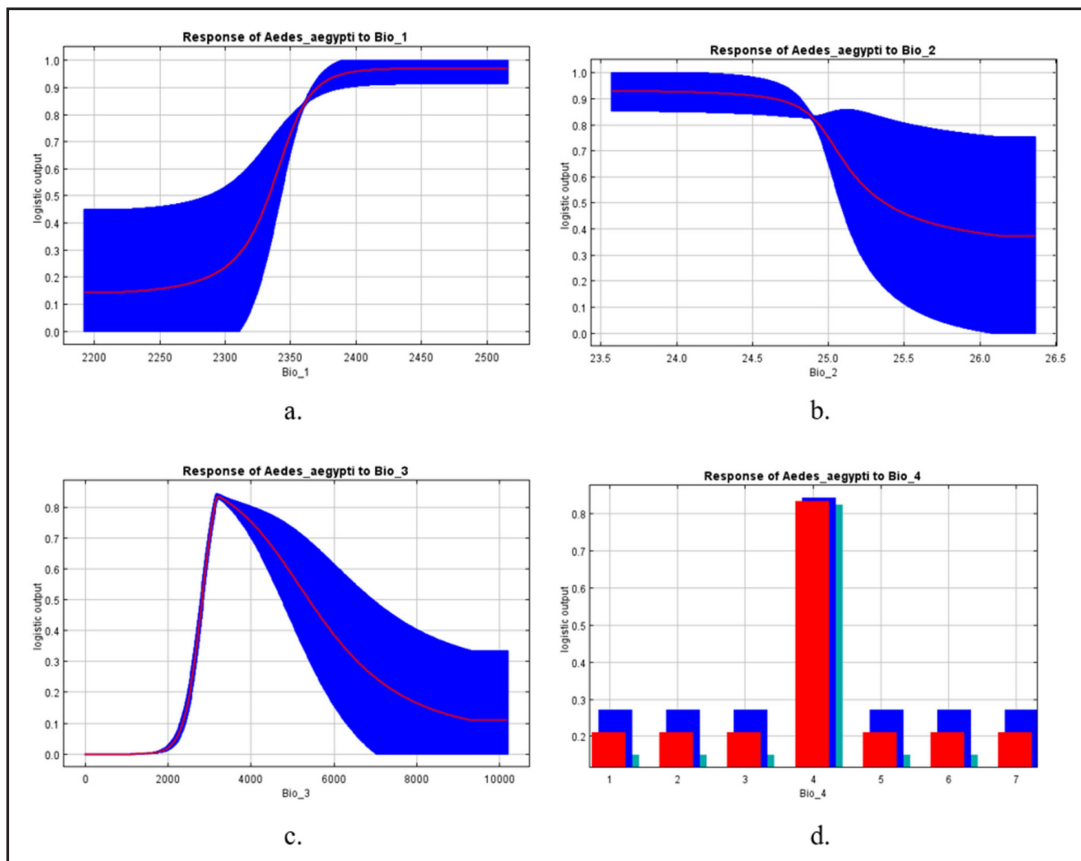 Response of Aedes_aegypti to Bio_1
1.0
0.9
0.8
0.7
0.6
0.5
0.4
0.3
0.2
0.1
0.0
logistic output
2200 2250 2300 2350 2400 2450 2500
Bio_1
a.
Response of Aedes_aegypti to Bio_2
1.0
0.9
0.8
0.7
0.6
0.5
0.4
0.3
0.2
0.1
0.0
logistic output
23.5 24.0 24.5 25.0 25.5 26.0 26.5
Bio_2
b.
Response of Aedes_aegypti to Bio_3
0.8
0.7
0.6
0.5
0.4
0.3
0.2
0.1
0.0
logistic output
0 2000 4000 6000 8000 10000
Bio_3
c.
Response of Aedes_aegypti to Bio_4
0.8
0.7
0.6
0.5
0.4
0.3
0.2
logistic output
1 2 3 4 5 6 7
Bio_4
d.